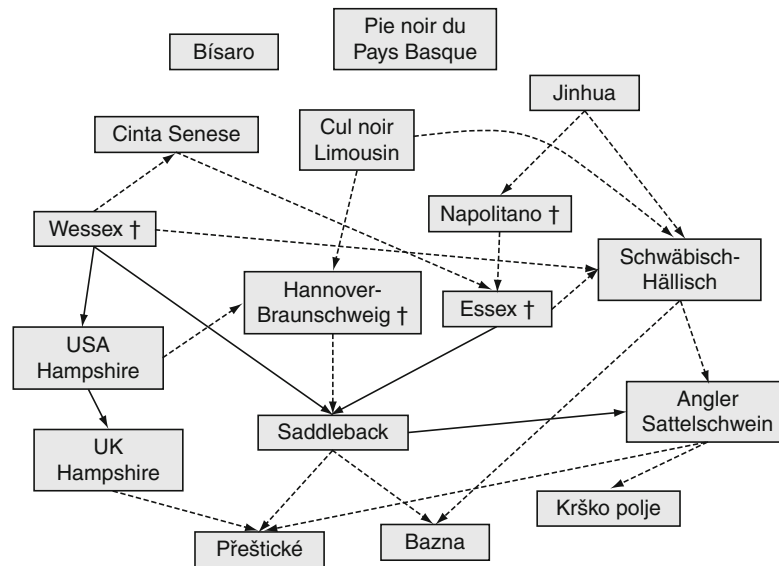 Bísaro
Pie noir du
Pays Basque
Jinhua
Cinta Senese
Cul noir
Limousin
Napolitano †
Wessex †
Schwäbisch-
Hällisch
Hannover-
Braunschweig †
Essex †
USA
Hampshire
Angler
Sattelschwein
Saddleback
UK
Hampshire
Krško polje
Přeštické
Bazna